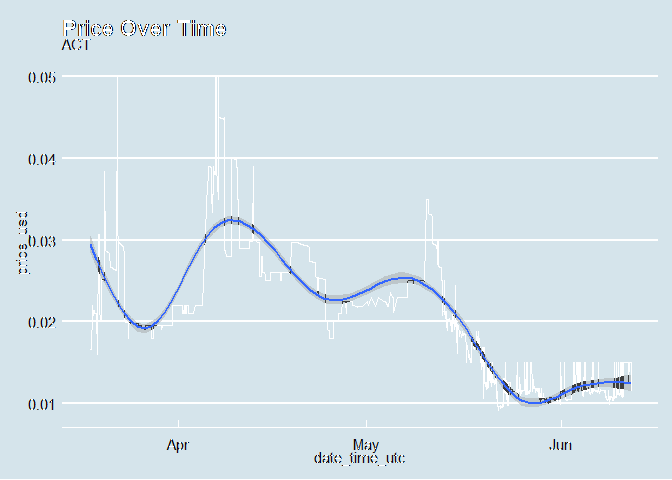 Price Over Time
ACT
0.05
0.04
0.03
0.02
0.01
price_usd
Apr
May
Jun
date_time_utc